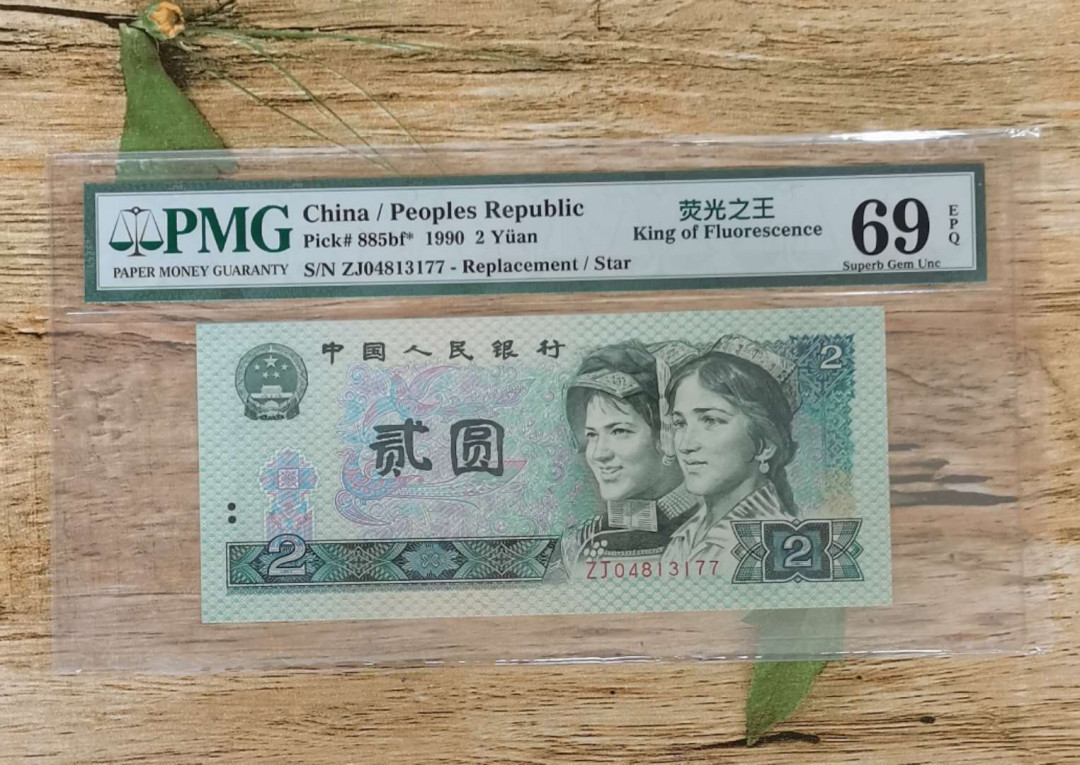 PMG
PAPER MONEY GUARANTY
China / Peoples Republic
Pick# 885bf* 1990 2 Yüan
S/N ZJ04813177 - Replacement / Star
荧光之王
King of Fluorescence
69
EPQ
Superb Gem Unc
中国人民银行
2
贰圆
2
ZJ04813177
2